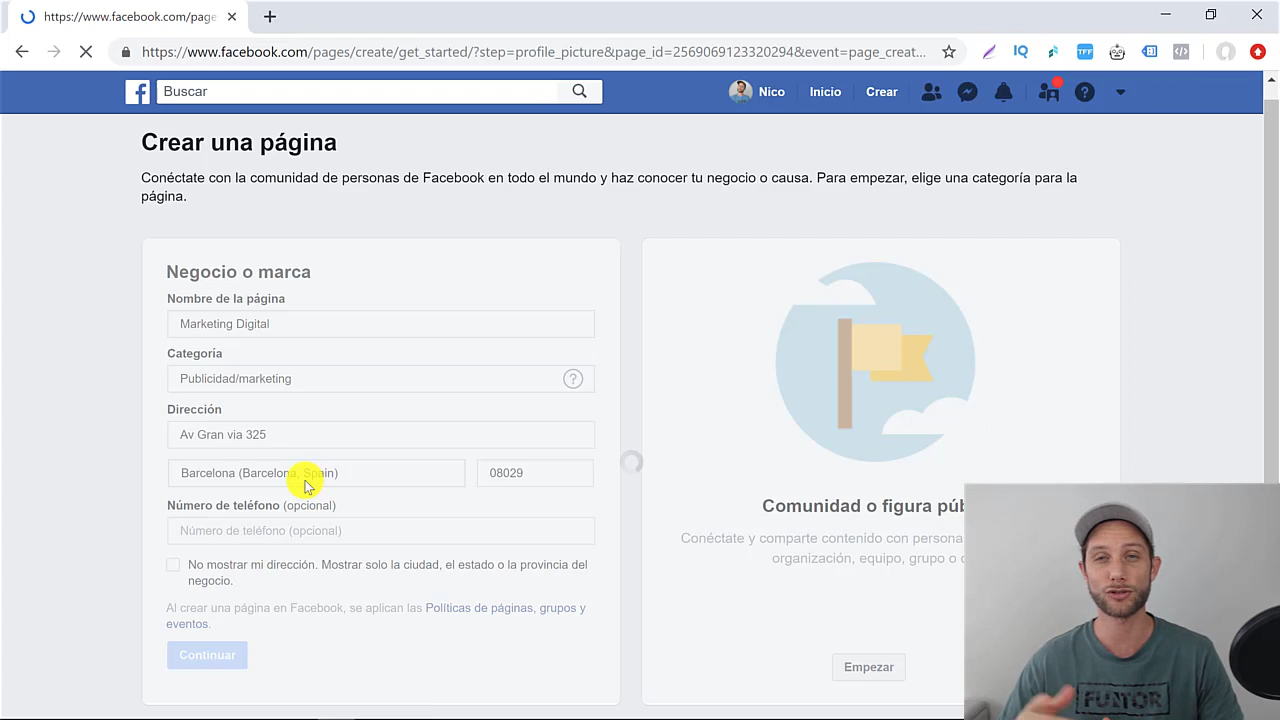 https://www.facebook.com/page
https://www.facebook.com/pages/create/get_started/?step=profile_picture&page_id=2569069123320294&event=page_creat...
IQ
TFF
Buscar
Nico
Inicio
Crear
Crear una página
Conéctate con la comunidad de personas de Facebook en todo el mundo y haz conocer tu negocio o causa. Para empezar, elige una categoría para la
página.
Negocio o marca
Nombre de la página
Marketing Digital
Categoría
Publicidad/marketing
?
Dirección
Av Gran via 325
Barcelona (Barcelona, Spain)
08029
Número de teléfono (opcional)
Número de teléfono (opcional)
No mostrar mi dirección. Mostrar solo la ciudad, el estado o la provincia del
negocio.
Al crear una página en Facebook, se aplican las Políticas de páginas, grupos y
eventos.
Continuar
Comunidad o figura púb
Conéctate y comparte contenido con persona
organización, equipo, grupo o
Empezar